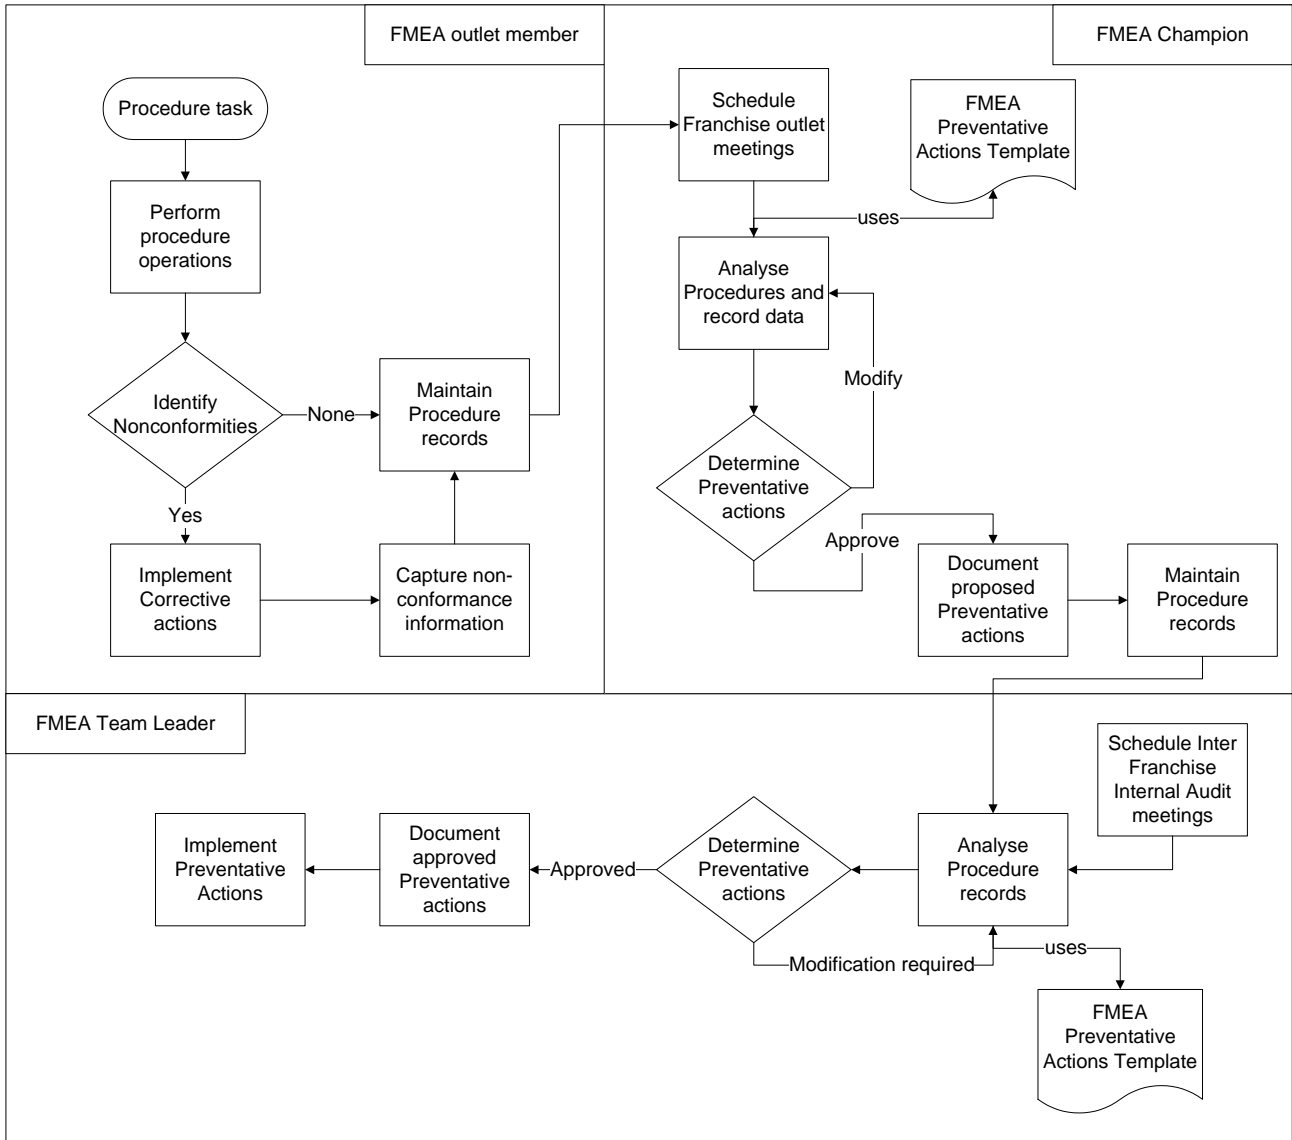 FMEA outlet member
FMEA Champion
Procedure task
Perform
procedure
operations
Identify
Nonconformities
None
Maintain
Procedure
records
Yes
Implement
Corrective
actions
Capture non-
conformance
information
Schedule
Franchise outlet
meetings
FMEA
Preventative
Actions Template
uses
Analyse
Procedures and
record data
Modify
Determine
Preventative
actions
Approve
Document
proposed
Preventative
actions
Maintain
Procedure
records
FMEA Team Leader
Schedule Inter
Franchise
Internal Audit
meetings
Implement
Preventative
Actions
Document
approved
Preventative
actions
Approved
Determine
Preventative
actions
Analyse
Procedure
records
Modification required
uses
FMEA
Preventative
Actions Template